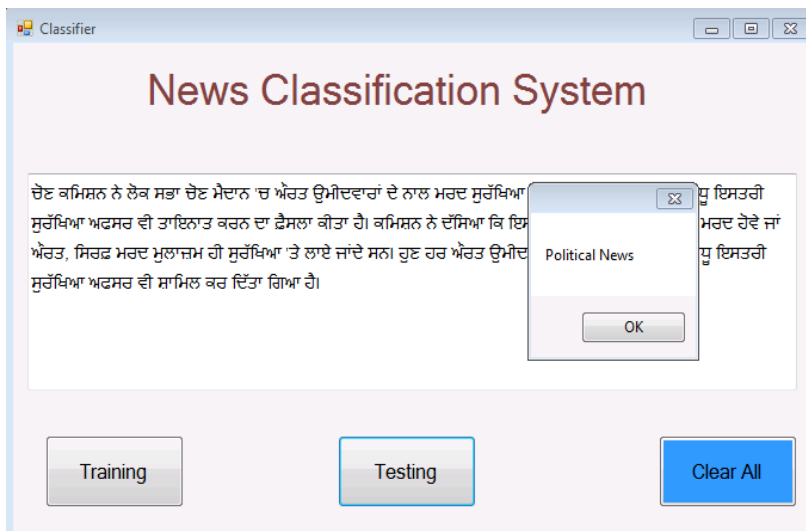 Classifier
News Classification System
ਚੋਣ ਕਮਿਸ਼ਨ ਨੇ ਲੋਕ ਸਭਾ ਚੋਣ ਮੈਦਾਨ 'ਚ ਔਰਤ ਉਮੀਦਵਾਰਾਂ ਦੇ ਨਾਲ ਮਰਦ ਸੁਰੱਖਿਆ ਇਸਤਰੀ
ਸੁਰੱਖਿਆ ਅਫਸਰ ਵੀ ਤਾਇਨਾਤ ਕਰਨ ਦਾ ਫ਼ੈਸਲਾ ਕੀਤਾ ਹੈ। ਕਮਿਸ਼ਨ ਨੇ ਦੱਸਿਆ ਕਿ ਮਰਦ ਹੋਵੇ ਜਾਂ
ਔਰਤ, ਸਿਰਫ਼ ਮਰਦ ਮੁਲਾਜ਼ਮ ਹੀ ਸੁਰੱਖਿਆ 'ਤੇ ਲਾਏ ਜਾਂਦੇ ਸਨ। ਹੁਣ ਹਰ ਔਰਤ ਇਸਤਰੀ
ਸੁਰੱਖਿਆ ਅਫਸਰ ਵੀ ਸ਼ਾਮਿਲ ਕਰ ਦਿੱਤਾ ਗਿਆ ਹੈ।
Political News
OK
Training
Testing
Clear All